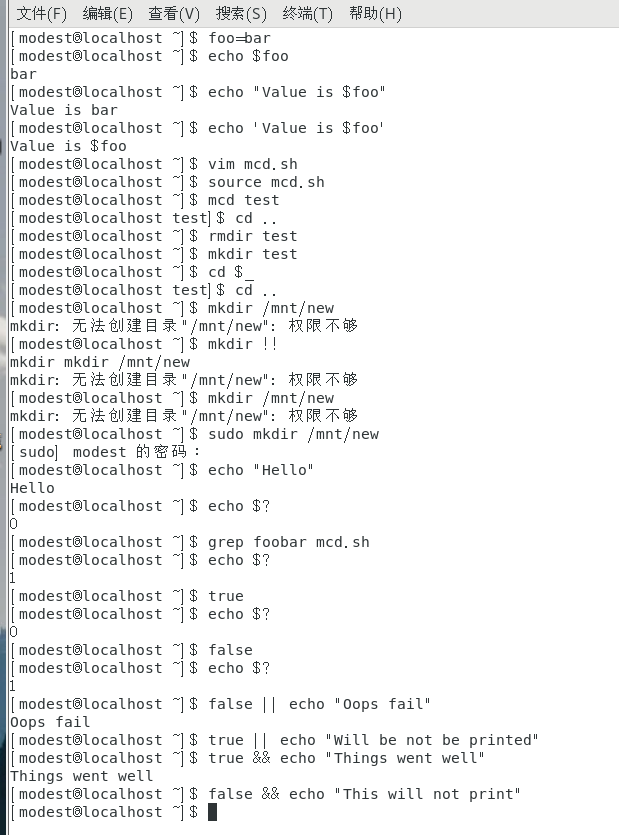 文件(F) 编辑(E) 查看(V) 搜索(S) 终端(T) 帮助(H)
[modest@localhost ~]$ foo=bar
[modest@localhost ~]$ echo $foo
bar
[modest@localhost ~]$ echo "Value is $foo"
Value is bar
[modest@localhost ~]$ echo 'Value is $foo'
Value is $foo
[modest@localhost ~]$ vim mcd.sh
[modest@localhost ~]$ source mcd.sh
[modest@localhost ~]$ mcd test
[modest@localhost test]$ cd ..
[modest@localhost ~]$ rmdir test
[modest@localhost ~]$ mkdir test
[modest@localhost ~]$ cd $_
[modest@localhost test]$ cd ..
[modest@localhost ~]$ mkdir /mnt/new
mkdir: 无法创建目录"/mnt/new": 权限不够
[modest@localhost ~]$ mkdir !!
mkdir mkdir /mnt/new
mkdir: 无法创建目录"/mnt/new": 权限不够
[modest@localhost ~]$ mkdir /mnt/new
mkdir: 无法创建目录"/mnt/new": 权限不够
[modest@localhost ~]$ sudo mkdir /mnt/new
[sudo] modest 的密码：
[modest@localhost ~]$ echo "Hello"
Hello
[modest@localhost ~]$ echo $?
0
[modest@localhost ~]$ grep foobar mcd.sh
[modest@localhost ~]$ echo $?
1
[modest@localhost ~]$ true
[modest@localhost ~]$ echo $?
0
[modest@localhost ~]$ false
[modest@localhost ~]$ echo $?
1
[modest@localhost ~]$ false || echo "Oops fail"
Oops fail
[modest@localhost ~]$ true || echo "Will be not be printed"
[modest@localhost ~]$ true && echo "Things went well"
Things went well
[modest@localhost ~]$ false && echo "This will not print"
[modest@localhost ~]$